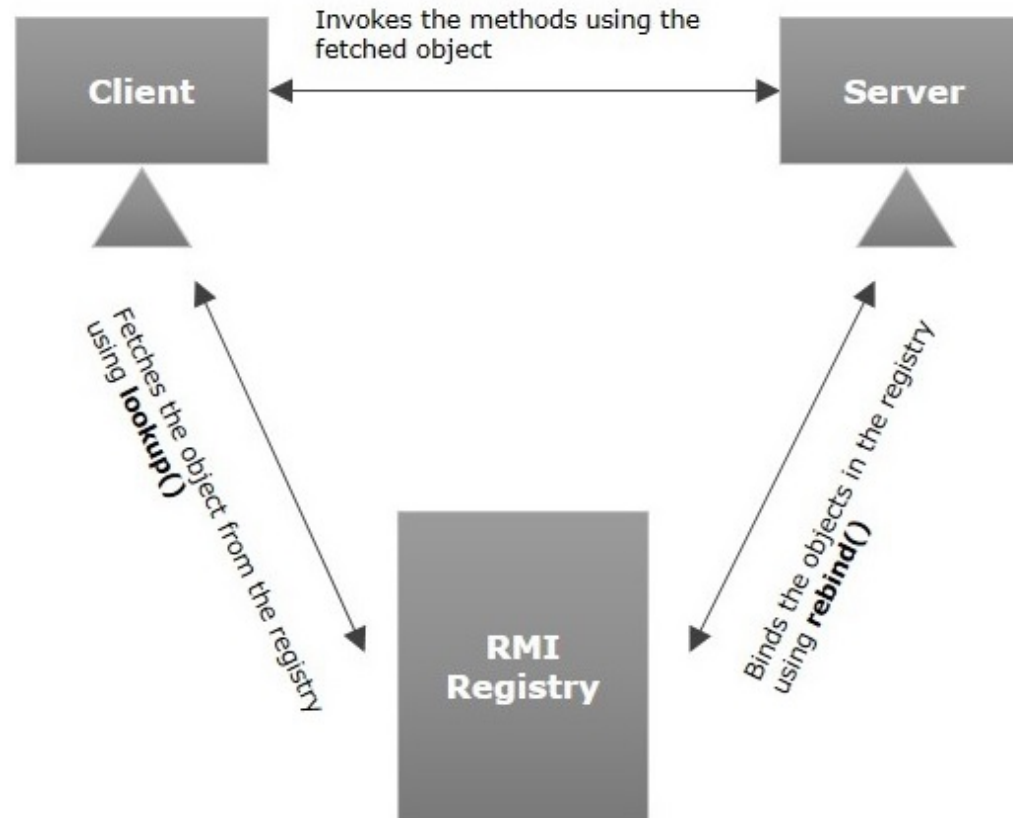 Invokes the methods using the
fetched object
Client
Server
Fetches the object from the registry
using lookup()
Binds the objects in the registry
using rebind()
RMI
Registry